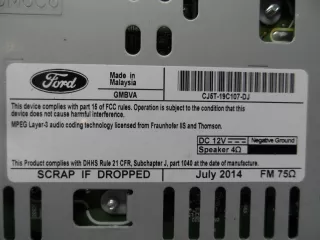 Ford
Made in
Malaysia
GMBVA
CJ5T-19C107-DJ
This device complies with part 15 of FCC rules. Operation is subject to the condition that this
device does not cause harmful interference.
MPEG Layer-3 audio coding technology licensed from Fraunhofer IIS and Thomson.
DC 12V Negative Ground
Speaker 4Ω
This Product complies with DHHS Rule 21 CFR, Subchapter J, part 1040 at the date of manufacture.
SCRAP IF DROPPED July 2014 FM 75Ω